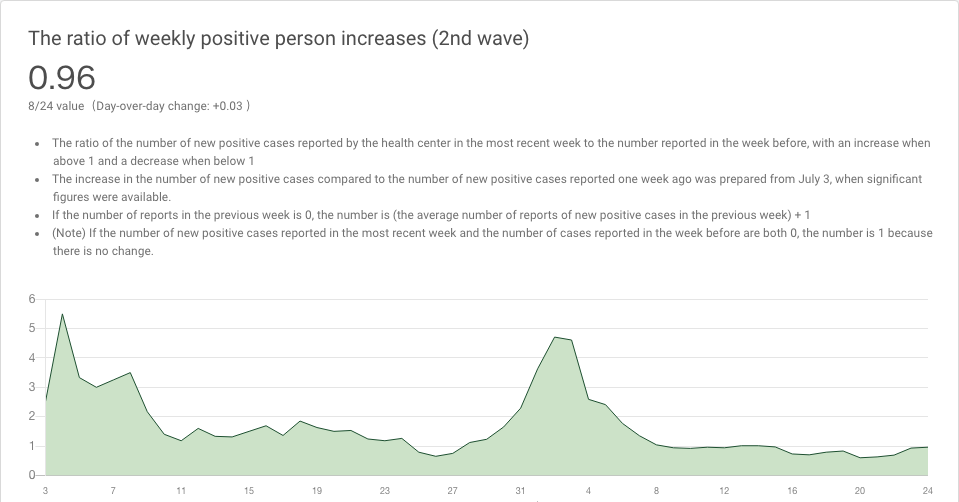 The ratio of weekly positive person increases (2nd wave)
0.96
8/24 value （Day-over-day change: +0.03 ）
• The ratio of the number of new positive cases reported by the health center in the most recent week to the number reported in the week before, with an increase when
above 1 and a decrease when below 1
• The increase in the number of new positive cases compared to the number of new positive cases reported one week ago was prepared from July 3, when significant
figures were available.
• If the number of reports in the previous week is 0, the number is (the average number of reports of new positive cases in the previous week) + 1
• (Note) If the number of new positive cases reported in the most recent week and the number of cases reported in the week before are both 0, the number is 1 because
there is no change.
6
5
4
3
2
1
0
3 7 11 15 19 23 27 31 4 8 12 16 20 24